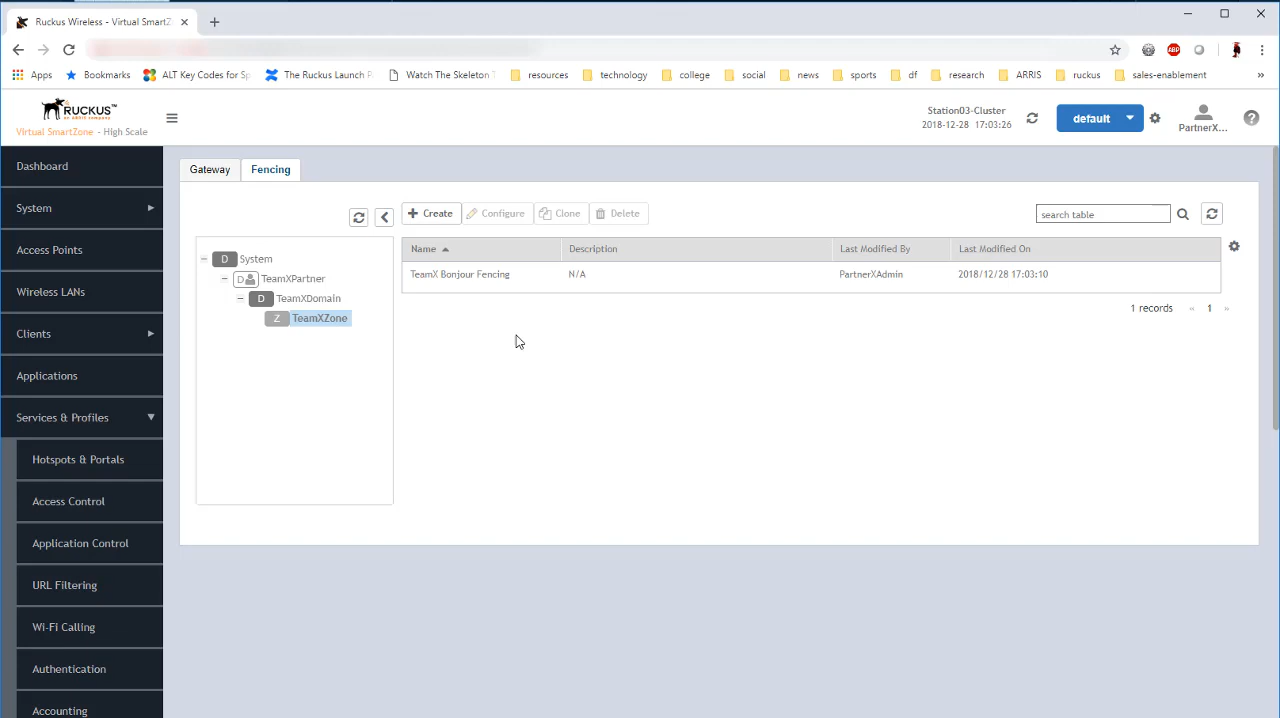 Ruckus Wireless - Virtual SmartZ
Apps
Bookmarks
ALT Key Codes for Sp
The Ruckus Launch P
Watch The Skeleton T
resources
technology
college
social
news
sports
df
research
ARRIS
ruckus
sales-enablement
»
RUCKUS™
an ARRIS company
Virtual SmartZone - High Scale
Station03-Cluster
2018-12-28 17:03:26
default
PartnerX...
Dashboard
System
Access Points
Wireless LANs
Clients
Applications
Services & Profiles
Hotspots & Portals
Access Control
Application Control
URL Filtering
Wi-Fi Calling
Authentication
Accounting
Gateway
Fencing
Create
Configure
Clone
Delete
search table
D System
D TeamXPartner
D TeamXDomain
Z TeamXZone
Name Description Last Modified By Last Modified On
TeamX Bonjour Fencing N/A PartnerXAdmin 2018/12/28 17:03:10
1 records « 1 »